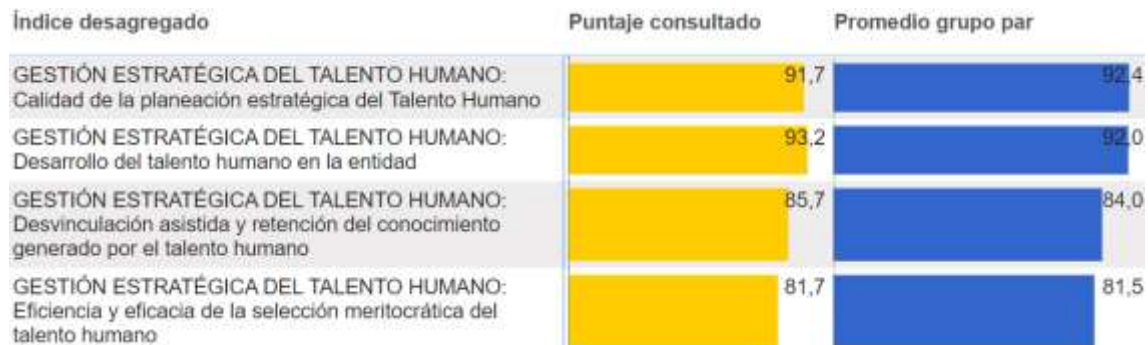 Índice desagregado Puntaje consultado Promedio grupo par
GESTIÓN ESTRATÉGICA DEL TALENTO HUMANO: 91,7 92,4
Calidad de la planeación estratégica del Talento Humano
GESTIÓN ESTRATÉGICA DEL TALENTO HUMANO: 93,2 92,0
Desarrollo del talento humano en la entidad
GESTIÓN ESTRATÉGICA DEL TALENTO HUMANO: 85,7 84,0
Desvinculación asistida y retención del conocimiento
generado por el talento humano
GESTIÓN ESTRATÉGICA DEL TALENTO HUMANO: 81,7 81,5
Eficiencia y eficacia de la selección meritocrática del
talento humano